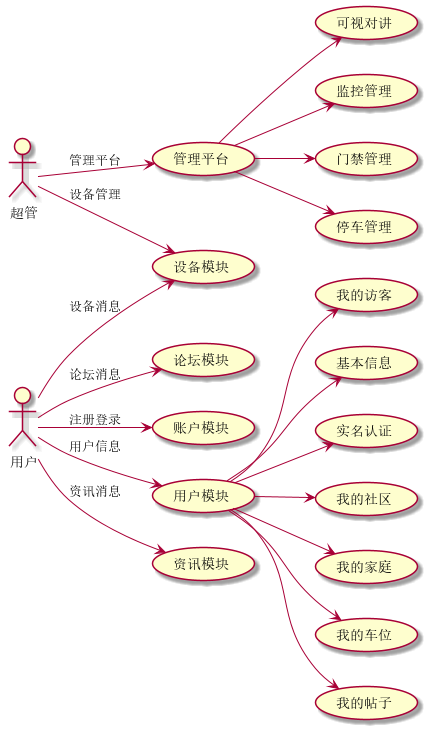 可视对讲
监控管理
管理平台
管理平台
门禁管理
设备管理
超管
停车管理
设备模块
我的访客
设备消息
论坛模块
基本信息
论坛消息
注册登录
账户模块
实名认证
用户信息
用户
资讯消息
用户模块
我的社区
资讯模块
我的家庭
我的车位
我的帖子